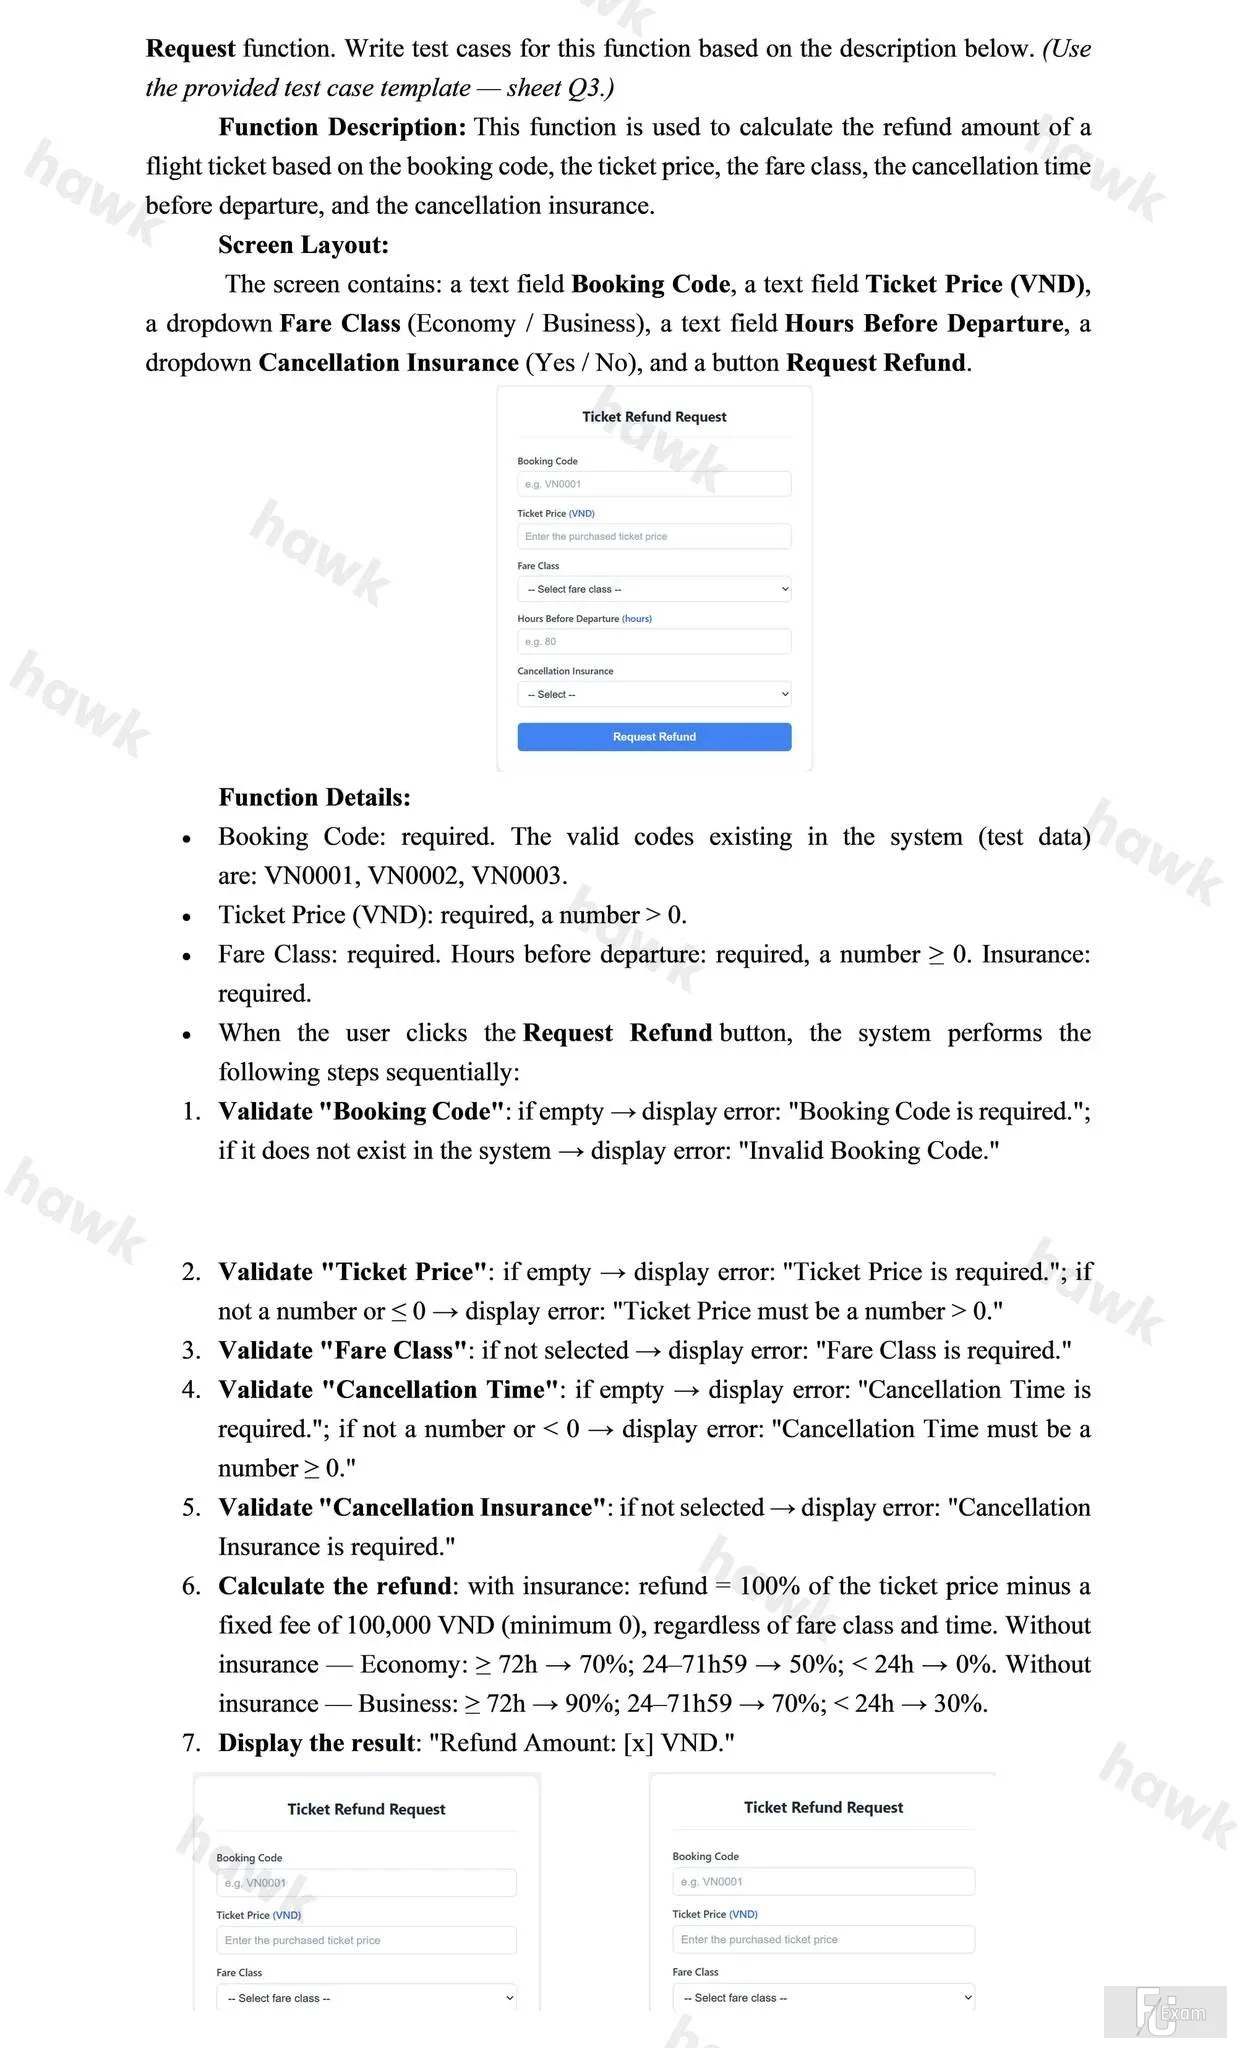 Request function. Write test cases for this function based on the description below. (Use
the provided test case template — sheet Q3.)
Function Description: This function is used to calculate the refund amount of a
flight ticket based on the booking code, the ticket price, the fare class, the cancellation time
before departure, and the cancellation insurance.
Screen Layout:
The screen contains: a text field Booking Code, a text field Ticket Price (VND),
a dropdown Fare Class (Economy / Business), a text field Hours Before Departure, a
dropdown Cancellation Insurance (Yes / No), and a button Request Refund.
Ticket Refund Request
Booking Code
e.g. VN0001
Ticket Price (VND)
Enter the purchased ticket price
Fare Class
-- Select fare class --
Hours Before Departure (hours)
e.g. 80
Cancellation Insurance
-- Select --
Request Refund
Function Details:
• Booking Code: required. The valid codes existing in the system (test data)
are: VN0001, VN0002, VN0003.
• Ticket Price (VND): required, a number > 0.
• Fare Class: required. Hours before departure: required, a number ≥ 0. Insurance:
required.
• When the user clicks the Request Refund button, the system performs the
following steps sequentially:
1. Validate "Booking Code": if empty → display error: "Booking Code is required.";
if it does not exist in the system → display error: "Invalid Booking Code."
2. Validate "Ticket Price": if empty → display error: "Ticket Price is required."; if
not a number or ≤ 0 → display error: "Ticket Price must be a number > 0."
3. Validate "Fare Class": if not selected → display error: "Fare Class is required."
4. Validate "Cancellation Time": if empty → display error: "Cancellation Time is
required."; if not a number or < 0 → display error: "Cancellation Time must be a
number ≥ 0."
5. Validate "Cancellation Insurance": if not selected → display error: "Cancellation
Insurance is required."
6. Calculate the refund: with insurance: refund = 100% of the ticket price minus a
fixed fee of 100,000 VND (minimum 0), regardless of fare class and time. Without
insurance — Economy: ≥ 72h → 70%; 24–71h59 → 50%; < 24h → 0%. Without
insurance — Business: ≥ 72h → 90%; 24–71h59 → 70%; < 24h → 30%.
7. Display the result: "Refund Amount: [x] VND."
Ticket Refund Request
Booking Code
e.g. VN0001
Ticket Price (VND)
Enter the purchased ticket price
Fare Class
-- Select fare class --
Ticket Refund Request
Booking Code
e.g. VN0001
Ticket Price (VND)
Enter the purchased ticket price
Fare Class
-- Select fare class --
hawk
hawk
hawk
hawk
hawk
hawk
hawk
hawk
hawk
hawk
hawk
hawk
hawk
Exam